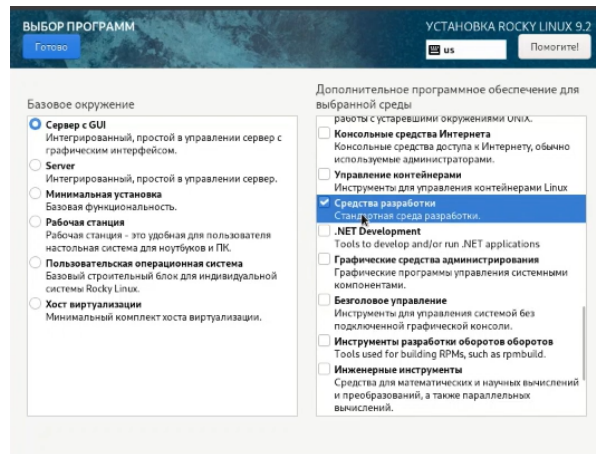 ВЫБОР ПРОГРАММ
УСТАНОВКА ROCKY LINUX 9.2
Готово
us
Помогите!
Базовое окружение
Сервер с GUI
Интегрированный, простой в управлении сервер с
графическим интерфейсом.
Server
Интегрированный, простой в управлении сервер.
Минимальная установка
Базовая функциональность.
Рабочая станция
Рабочая станция - это удобная для пользователя
настольная система для ноутбуков и ПК.
Пользовательская операционная система
Базовый строительный блок для индивидуальной
системы Rocky Linux.
Хост виртуализации
Минимальный комплект хоста виртуализации.
Дополнительное программное обеспечение для
выбранной среды
работы с устаревшими окружениями UNIX.
Консольные средства Интернета
Консольные средства доступа к Интернету, обычно
используемые администраторами.
Управление контейнерами
Инструменты для управления контейнерами Linux
Средства разработки
Стандартная среда разработки.
.NET Development
Tools to develop and/or run .NET applications
Графические средства администрирования
Графические программы управления системными
компонентами.
Безголовое управление
Инструменты для управления системой без
подключенной графической консоли.
Инструменты разработки оборотов оборотов
Tools used for building RPMs, such as rpmbuild.
Инженерные инструменты
Средства для математических и научных вычислений
и преобразований, а также параллельных
вычислений.